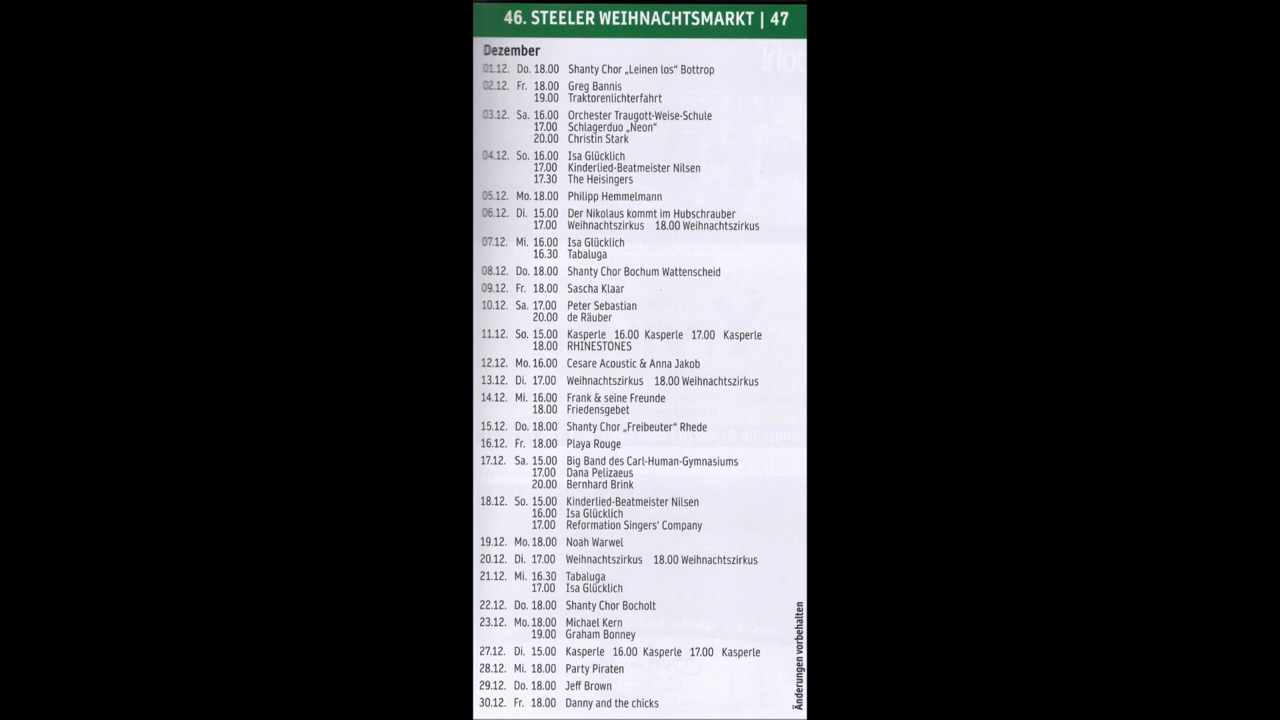 46. STEELER WEIHNACHTSMARKT | 47
Dezember
01.12. Do. 18.00 Shanty Chor „Leinen los“ Bottrop
02.12. Fr. 18.00 Greg Bannis
19.00 Traktorenlichterfahrt
03.12. Sa. 16.00 Orchester Traugott-Weise-Schule
17.00 Schlagerduo „Neon“
20.00 Christin Stark
04.12. So. 16.00 Isa Glücklich
17.00 Kinderlied-Beatmeister Nilsen
17.30 The Heisingers
05.12. Mo. 18.00 Philipp Hemmelmann
06.12. Di. 15.00 Der Nikolaus kommt im Hubschrauber
17.00 Weihnachtszirkus 18.00 Weihnachtszirkus
07.12. Mi. 16.00 Isa Glücklich
16.30 Tabaluga
08.12. Do. 18.00 Shanty Chor Bochum Wattenscheid
09.12. Fr. 18.00 Sascha Klaar
10.12. Sa. 17.00 Peter Sebastian
20.00 de Räuber
11.12. So. 15.00 Kasperle 16.00 Kasperle 17.00 Kasperle
18.00 RHINESTONES
12.12. Mo. 16.00 Cesare Acoustic & Anna Jakob
13.12. Di. 17.00 Weihnachtszirkus 18.00 Weihnachtszirkus
14.12. Mi. 16.00 Frank & seine Freunde
18.00 Friedensgebet
15.12. Do. 18.00 Shanty Chor „Freibeuter“ Rhede
16.12. Fr. 18.00 Playa Rouge
17.12. Sa. 15.00 Big Band des Carl-Human-Gymnasiums
17.00 Dana Pelizaeus
20.00 Bernhard Brink
18.12. So. 15.00 Kinderlied-Beatmeister Nilsen
16.00 Isa Glücklich
17.00 Reformation Singers' Company
19.12. Mo. 18.00 Noah Warwel
20.12. Di. 17.00 Weihnachtszirkus 18.00 Weihnachtszirkus
21.12. Mi. 16.30 Tabaluga
17.00 Isa Glücklich
22.12. Do. 18.00 Shanty Chor Bocholt
23.12. Mo. 18.00 Michael Kern
19.00 Graham Bonney
27.12. Di. 15.00 Kasperle 16.00 Kasperle 17.00 Kasperle
28.12. Mi. 18.00 Party Piraten
29.12. Do. 18.00 Jeff Brown
30.12. Fr. 18.00 Danny and the chicks
Änderungen vorbehalten